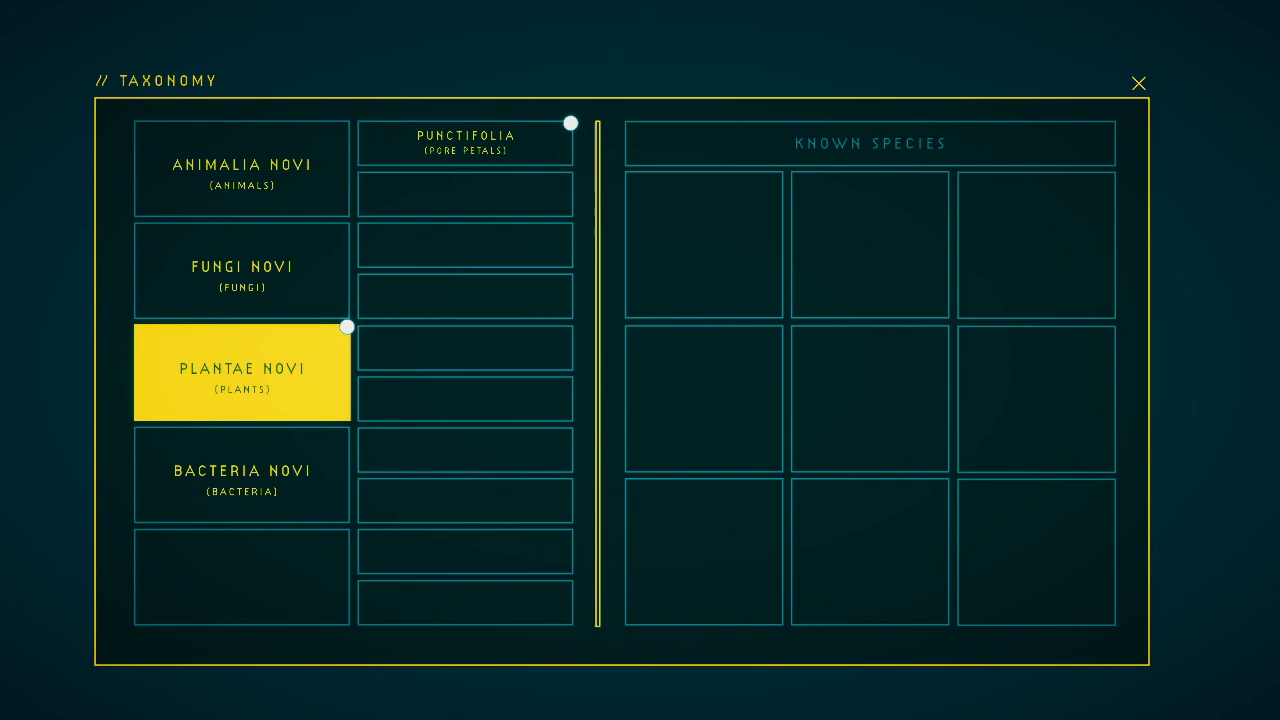 // TAXONOMY
ANIMALIA NOVI
(ANIMALS)
FUNGI NOVI
(FUNGI)
PLANTAE NOVI
(PLANTS)
BACTERIA NOVI
(BACTERIA)
PUNCTIFOLIA
(PORE PETALS)
KNOWN SPECIES